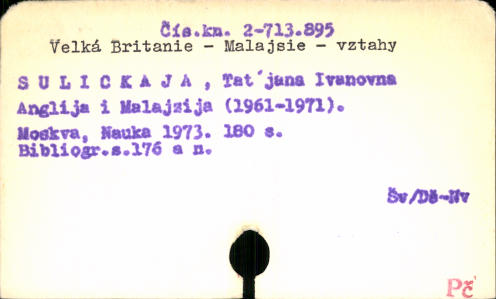 Čís.kn. 2-713.895
Velká Britanie - Malajsie - vztahy
S U L I C K A J A , Tat´jana Ivanovna
Anglija i Malajzija (1961-1971).
Moskva, Nauka 1973. 180 s.
Bibliogr.s.176 a n.
Šv/Dě-Nv
Pč